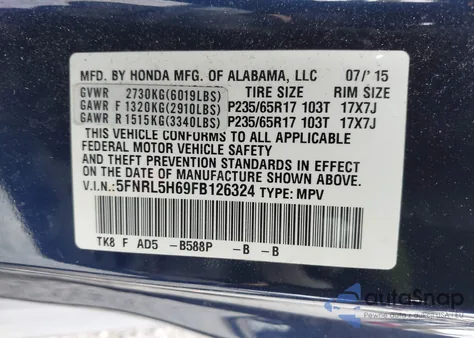 MFD. BY HONDA MFG. OF ALABAMA, LLC 07/'15
GVWR 2730KG(6019LBS) TIRE SIZE RIM SIZE
GAWR F 1320KG(2910LBS) P235/65R17 103T 17X7J
GAWR R 1515KG(3340LBS) P235/65R17 103T 17X7J
THIS VEHICLE CONFORMS TO ALL APPLICABLE
FEDERAL MOTOR VEHICLE SAFETY
AND THEFT PREVENTION STANDARDS IN EFFECT ON
THE DATE OF MANUFACTURE SHOWN ABOVE.
V.I.N: 5FNRL5H69FB126324 TYPE: MPV
TK8 F AD5 -B588P -B -B
autoSnap